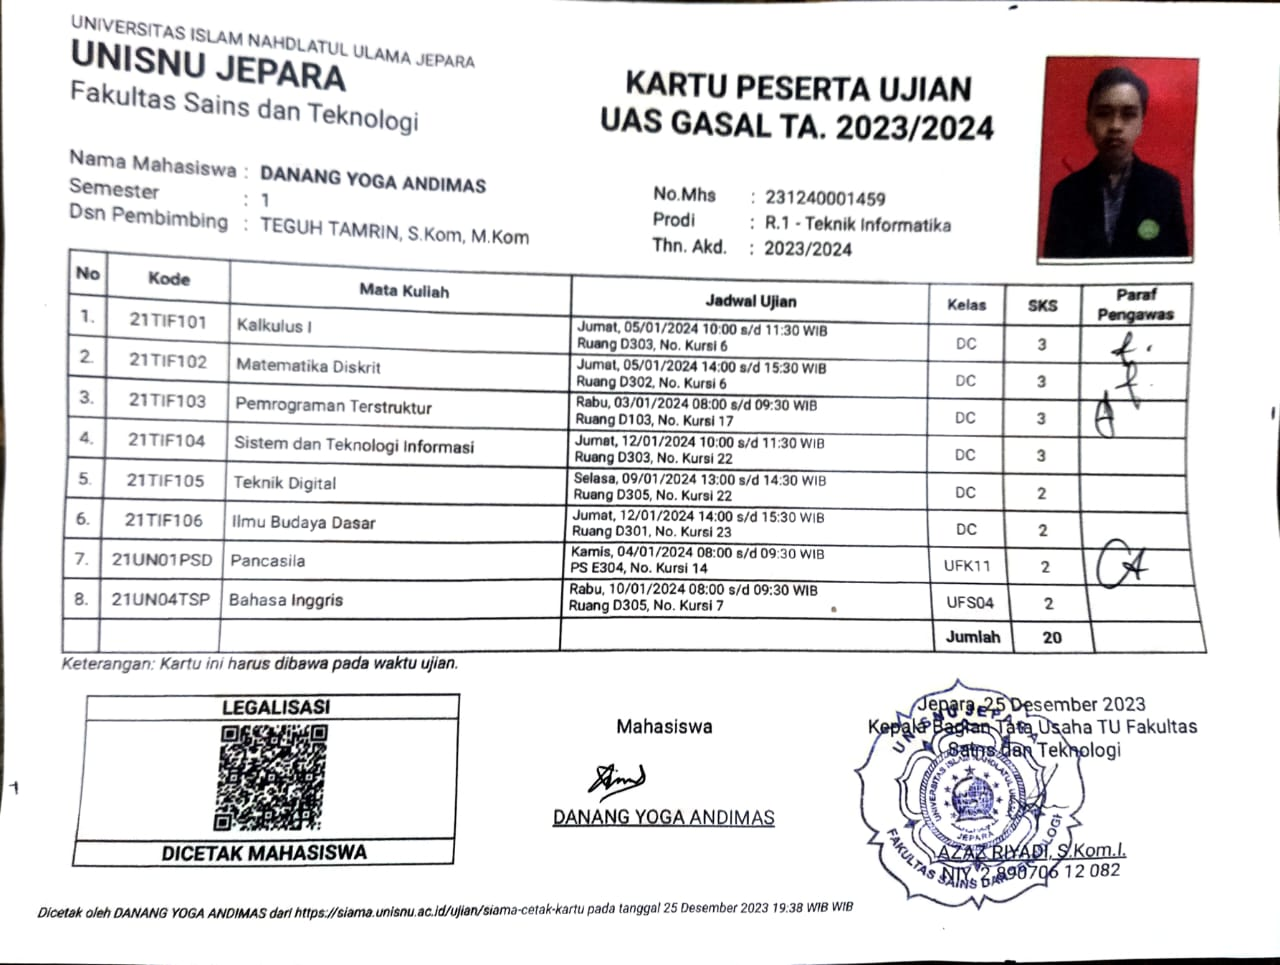 UNIVERSITAS ISLAM NAHDLATUL ULAMA JEPARA
UNISNU JEPARA
Fakultas Sains dan Teknologi
KARTU PESERTA UJIAN
UAS GASAL TA. 2023/2024
Nama Mahasiswa : DANANG YOGA ANDIMAS
Semester : 1
Dsn Pembimbing : TEGUH TAMRIN, S.Kom, M.Kom
No.Mhs : 231240001459
Prodi : R.1 - Teknik Informatika
Thn. Akd. : 2023/2024
No Kode Mata Kuliah Jadwal Ujian Kelas SKS Paraf Pengawas
1. 21TIF101 Kalkulus I Jumat, 05/01/2024 10:00 s/d 11:30 WIB DC 3
Ruang D303, No. Kursi 6
2. 21TIF102 Matematika Diskrit Jumat, 05/01/2024 14:00 s/d 15:30 WIB DC 3
Ruang D302, No. Kursi 6
3. 21TIF103 Pemrograman Terstruktur Rabu, 03/01/2024 08:00 s/d 09:30 WIB DC 3
Ruang D103, No. Kursi 17
4. 21TIF104 Sistem dan Teknologi Informasi Jumat, 12/01/2024 10:00 s/d 11:30 WIB DC 3
Ruang D303, No. Kursi 22
5. 21TIF105 Teknik Digital Selasa, 09/01/2024 13:00 s/d 14:30 WIB DC 2
Ruang D305, No. Kursi 22
6. 21TIF106 Ilmu Budaya Dasar Jumat, 12/01/2024 14:00 s/d 15:30 WIB DC 2
Ruang D301, No. Kursi 23
7. 21UN01PSD Pancasila Kamis, 04/01/2024 08:00 s/d 09:30 WIB UFK11 2
PS E304, No. Kursi 14
8. 21UN04TSP Bahasa Inggris Rabu, 10/01/2024 08:00 s/d 09:30 WIB UFS04 2
Ruang D305, No. Kursi 7
Jumlah 20
Keterangan: Kartu ini harus dibawa pada waktu ujian.
LEGALISASI
DICETAK MAHASISWA
Mahasiswa
DANANG YOGA ANDIMAS
Jepara, 25 Desember 2023
Kepala Bagian Tata Usaha TU Fakultas
Sains dan Teknologi
UNISNU JEPARA
UNIVERSITAS ISLAM NAHDLATUL ULAMA
JEPARA
FAKULTAS SAINS DAN TEKNOLOGI
AZAZ RIYADI, S.Kom.I.
NIY. 2 890706 12 082
Dicetak oleh DANANG YOGA ANDIMAS dari https://siama.unisnu.ac.id/ujian/siama-cetak-kartu pada tanggal 25 Desember 2023 19:38 WIB WIB